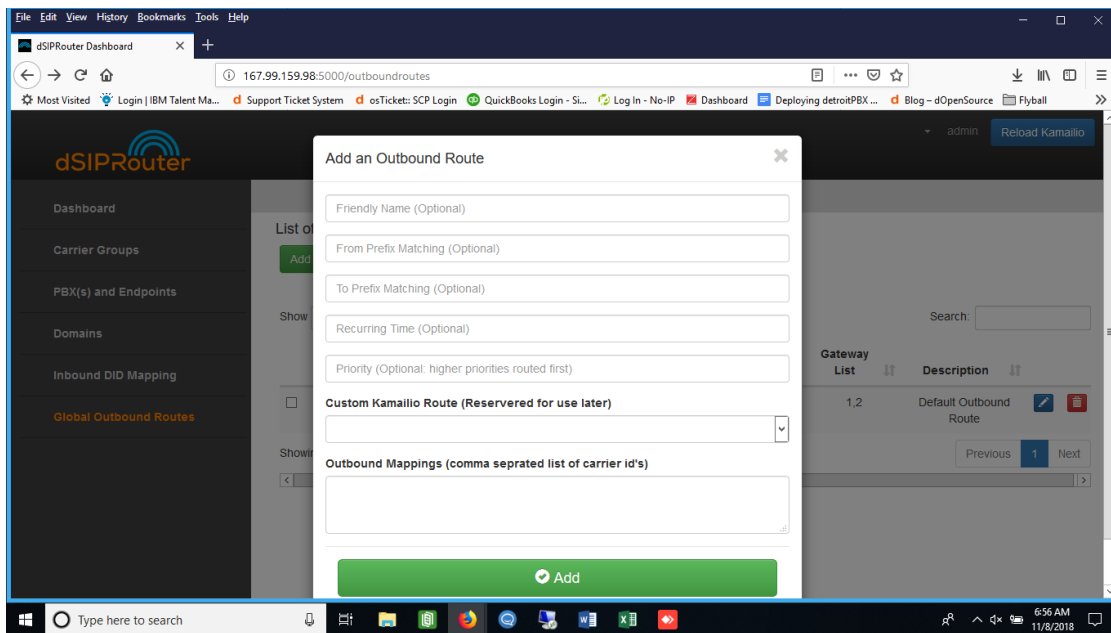 File Edit View History Bookmarks Tools Help
dSIPRouter Dashboard
167.99.159.98:5000/outboundroutes
Most Visited Login | IBM Talent Ma... Support Ticket System osTicket:: SCP Login QuickBooks Login - Si... Log In - No-IP Dashboard Deploying detroitPBX ... Blog – dOpenSource Flyball
dSIPRouter
admin Reload Kamailio
Dashboard
Carrier Groups
PBX(s) and Endpoints
Domains
Inbound DID Mapping
Global Outbound Routes
List of
Add
Show
Search:
Gateway List Description
1,2 Default Outbound Route
Showin
Previous 1 Next
Add an Outbound Route
Friendly Name (Optional)
From Prefix Matching (Optional)
To Prefix Matching (Optional)
Recurring Time (Optional)
Priority (Optional: higher priorities routed first)
Custom Kamailio Route (Reservered for use later)
Outbound Mappings (comma seprated list of carrier id's)
Add
Type here to search
6:56 AM
11/8/2018